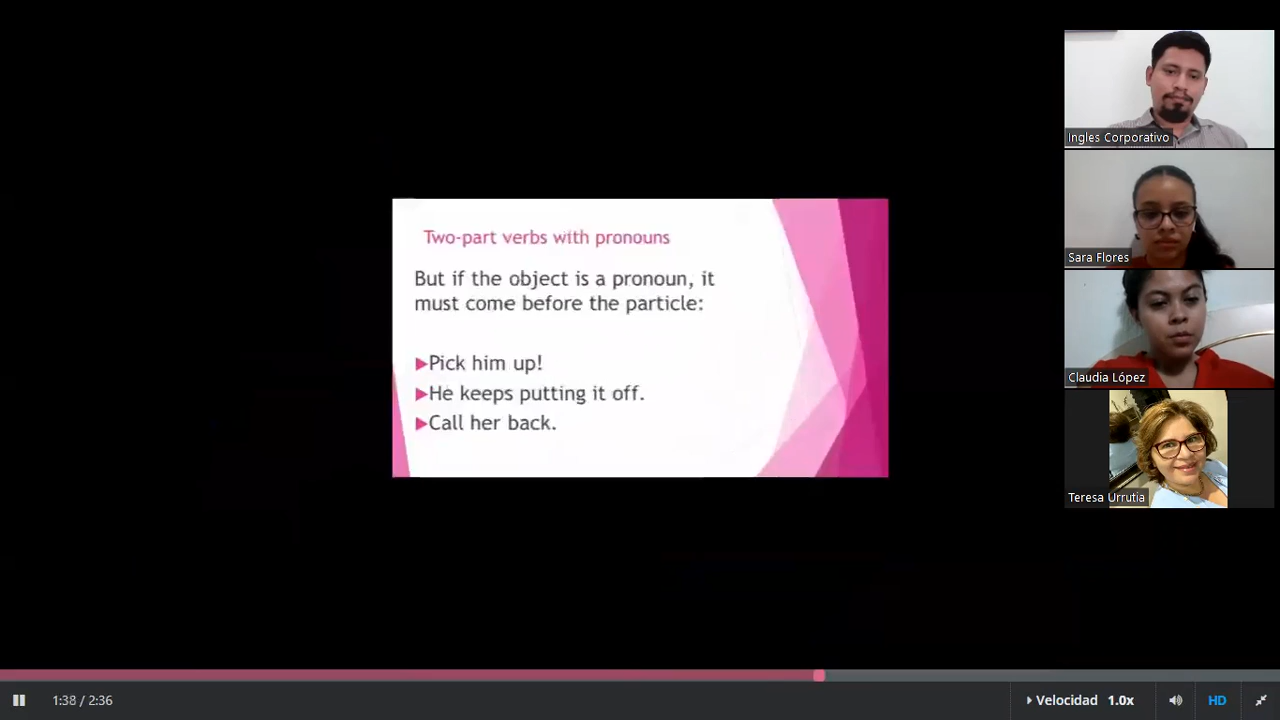 Two-part verbs with pronouns
But if the object is a pronoun, it
must come before the particle:
Pick him up!
He keeps putting it off.
Call her back.
Ingles Corporativo
Sara Flores
Claudia López
Teresa Urrutia
1:38 / 2:36
Velocidad 1.0x
HD